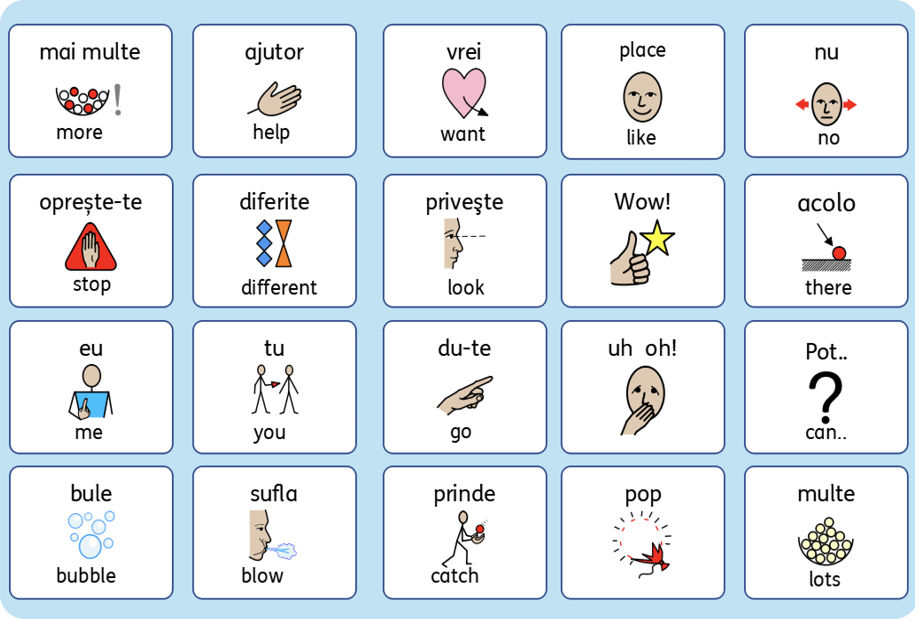 mai multe
more
ajutor
help
vrei
want
place
like
nu
no
oprește-te
stop
diferite
different
priveşte
look
Wow!
acolo
there
eu
me
tu
you
du-te
go
uh oh!
Pot..
?
can..
bule
bubble
sufla
blow
prinde
catch
pop
multe
lots